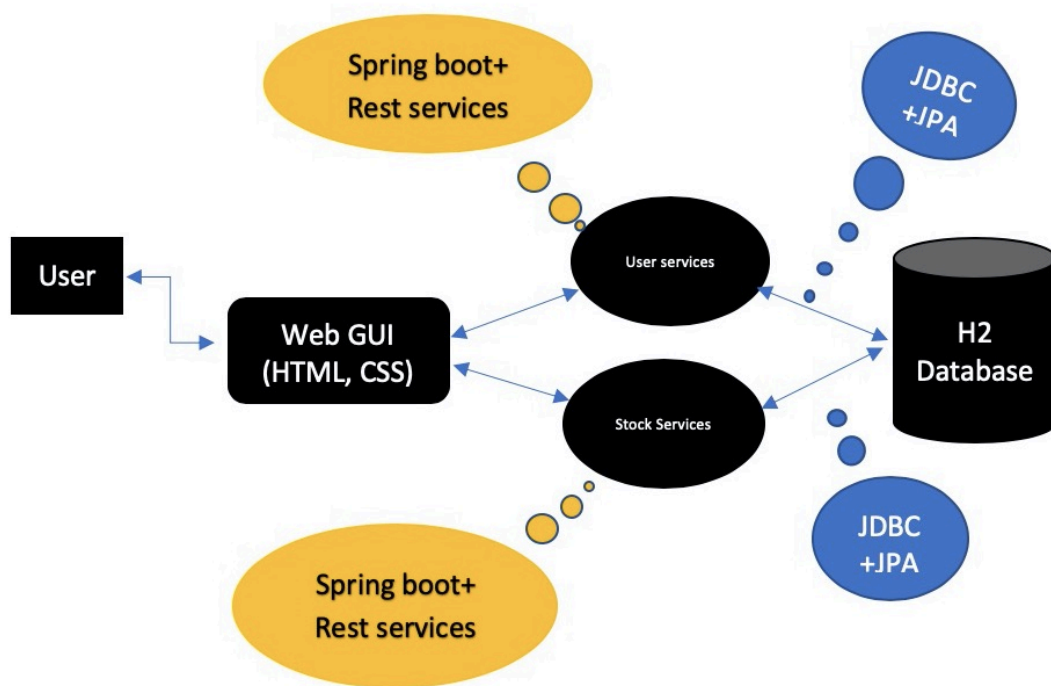 Spring boot+
Rest services
JDBC
+JPA
User services
User
Web GUI
(HTML, CSS)
H2
Database
Stock Services
JDBC
+JPA
Spring boot+
Rest services